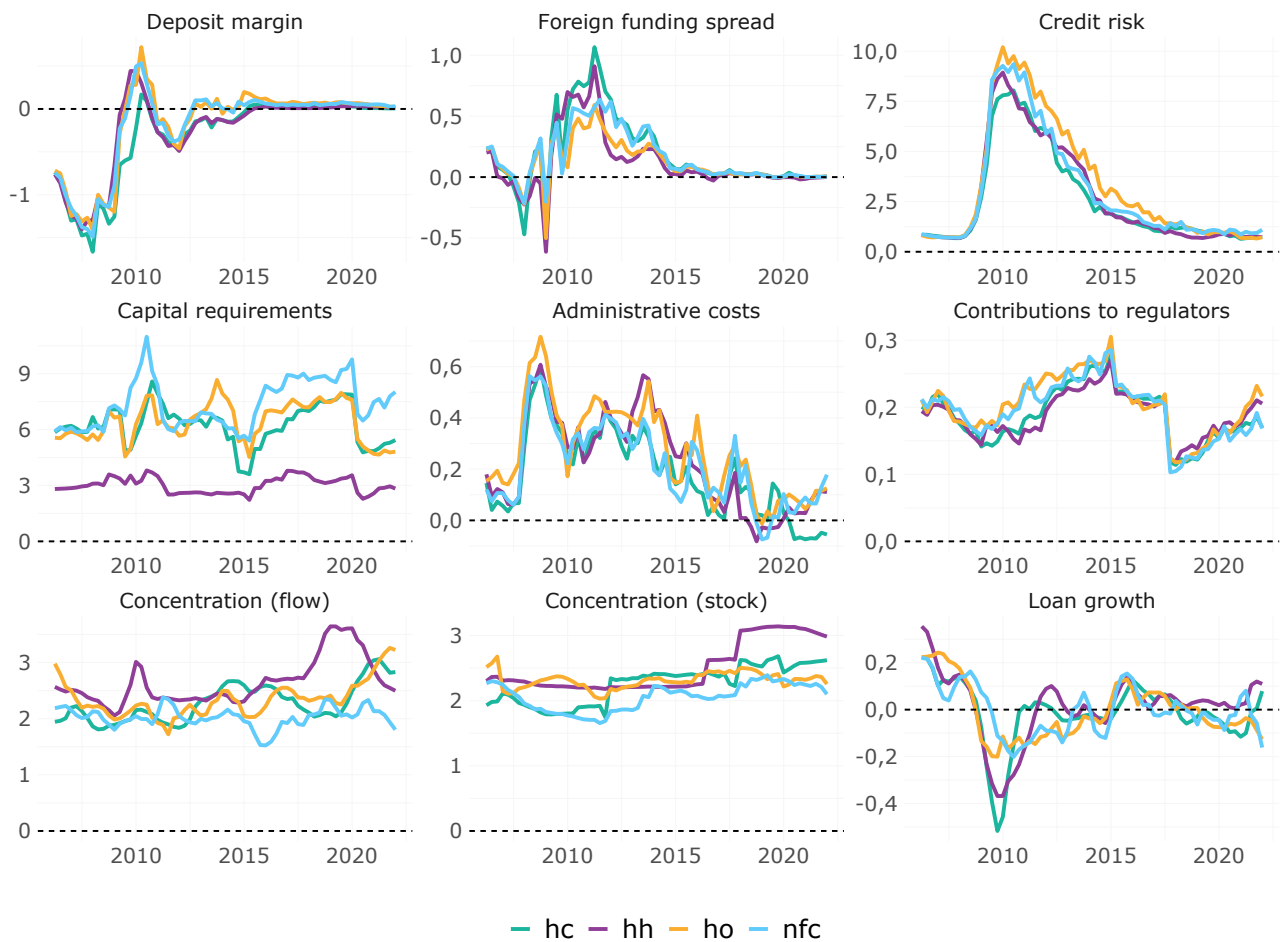 Deposit margin
Foreign funding spread
Credit risk
0
-1
2010 2015 2020
1,0
0,5
0,0
-0,5
2010 2015 2020
10,0
7,5
5,0
2,5
0,0
2010 2015 2020
Capital requirements
Administrative costs
Contributions to regulators
9
6
3
0
2010 2015 2020
0,6
0,4
0,2
0,0
2010 2015 2020
0,3
0,2
0,1
0,0
2010 2015 2020
Concentration (flow)
Concentration (stock)
Loan growth
3
2
1
0
2010 2015 2020
3
2
1
0
2010 2015 2020
0,2
0,0
-0,2
-0,4
2010 2015 2020
hc hh ho nfc